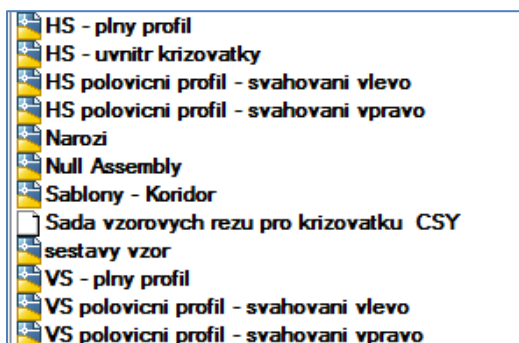 HS - plny profil
HS - uvnitr krizovatky
HS polovicni profil - svahovani vlevo
HS polovicni profil - svahovani vpravo
Narozi
Null Assembly
Sablony - Koridor
Sada vzorovych rezu pro krizovatku CSY
sestavy vzor
VS - plny profil
VS polovicni profil - svahovani vlevo
VS polovicni profil - svahovani vpravo